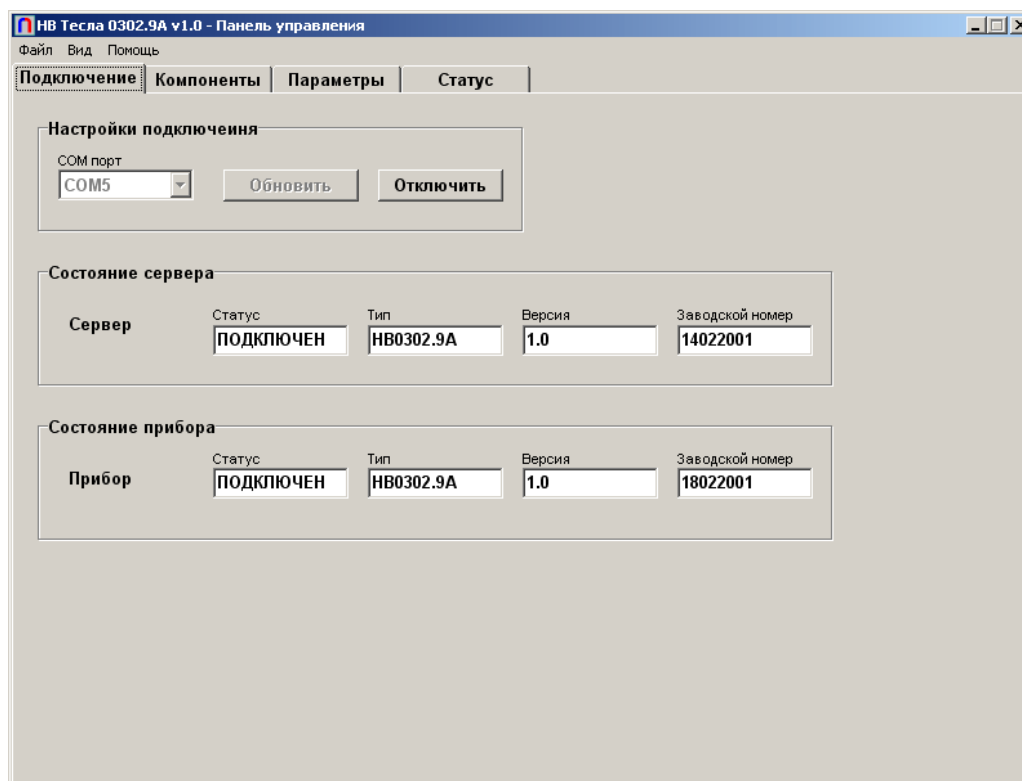 НВ Тесла 0302.9А v1.0 - Панель управления
Файл Вид Помощь
Подключение Компоненты Параметры Статус
Настройки подключеиня
COM порт
COM5 Обновить Отключить
Состояние сервера
Статус Тип Версия Заводской номер
Сервер ПОДКЛЮЧЕН НВ0302.9А 1.0 14022001
Состояние прибора
Статус Тип Версия Заводской номер
Прибор ПОДКЛЮЧЕН НВ0302.9А 1.0 18022001